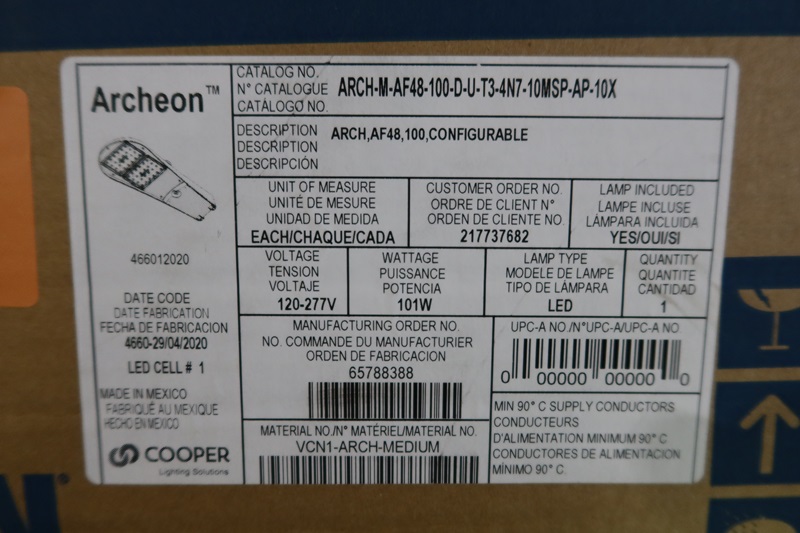 Archeon™
466012020
DATE CODE
DATE FABRICATION
FECHA DE FABRICACION
4660-29/04/2020
LED CELL # 1
MADE IN MEXICO
FABRIQUÉ AU MEXIQUE
HECHO EN MEXICO
COOPER
Lighting Solutions
CATALOG NO.
N° CATALOGUE
CATÁLOGO NO.
ARCH-M-AF48-100-D-U-T3-4N7-10MSP-AP-10X
DESCRIPTION
DESCRIPTION
DESCRIPCIÓN
ARCH,AF48,100,CONFIGURABLE
UNIT OF MEASURE
UNITÉ DE MESURE
UNIDAD DE MEDIDA
EACH/CHAQUE/CADA
CUSTOMER ORDER NO.
ORDRE DE CLIENT N°
ORDEN DE CLIENTE NO.
217737682
LAMP INCLUDED
LAMPE INCLUSE
LÁMPARA INCLUIDA
YES/OUI/SI
VOLTAGE
TENSION
VOLTAJE
120-277V
WATTAGE
PUISSANCE
POTENCIA
101W
LAMP TYPE
MODELE DE LAMPE
TIPO DE LÁMPARA
LED
QUANTITY
QUANTITE
CANTIDAD
1
MANUFACTURING ORDER NO.
NO. COMMANDE DU MANUFACTURIER
ORDEN DE FABRICACION
65788388
UPC-A NO./N°UPC-A/UPC-A NO.
0 00000 00000 0
MATERIAL NO./N° MATÉRIEL/MATERIAL NO.
VCN1-ARCH-MEDIUM
MIN 90° C SUPPLY CONDUCTORS
CONDUCTEURS
D'ALIMENTATION MINIMUM 90° C
CONDUCTORES DE ALIMENTACION
MÍNIMO 90° C
N